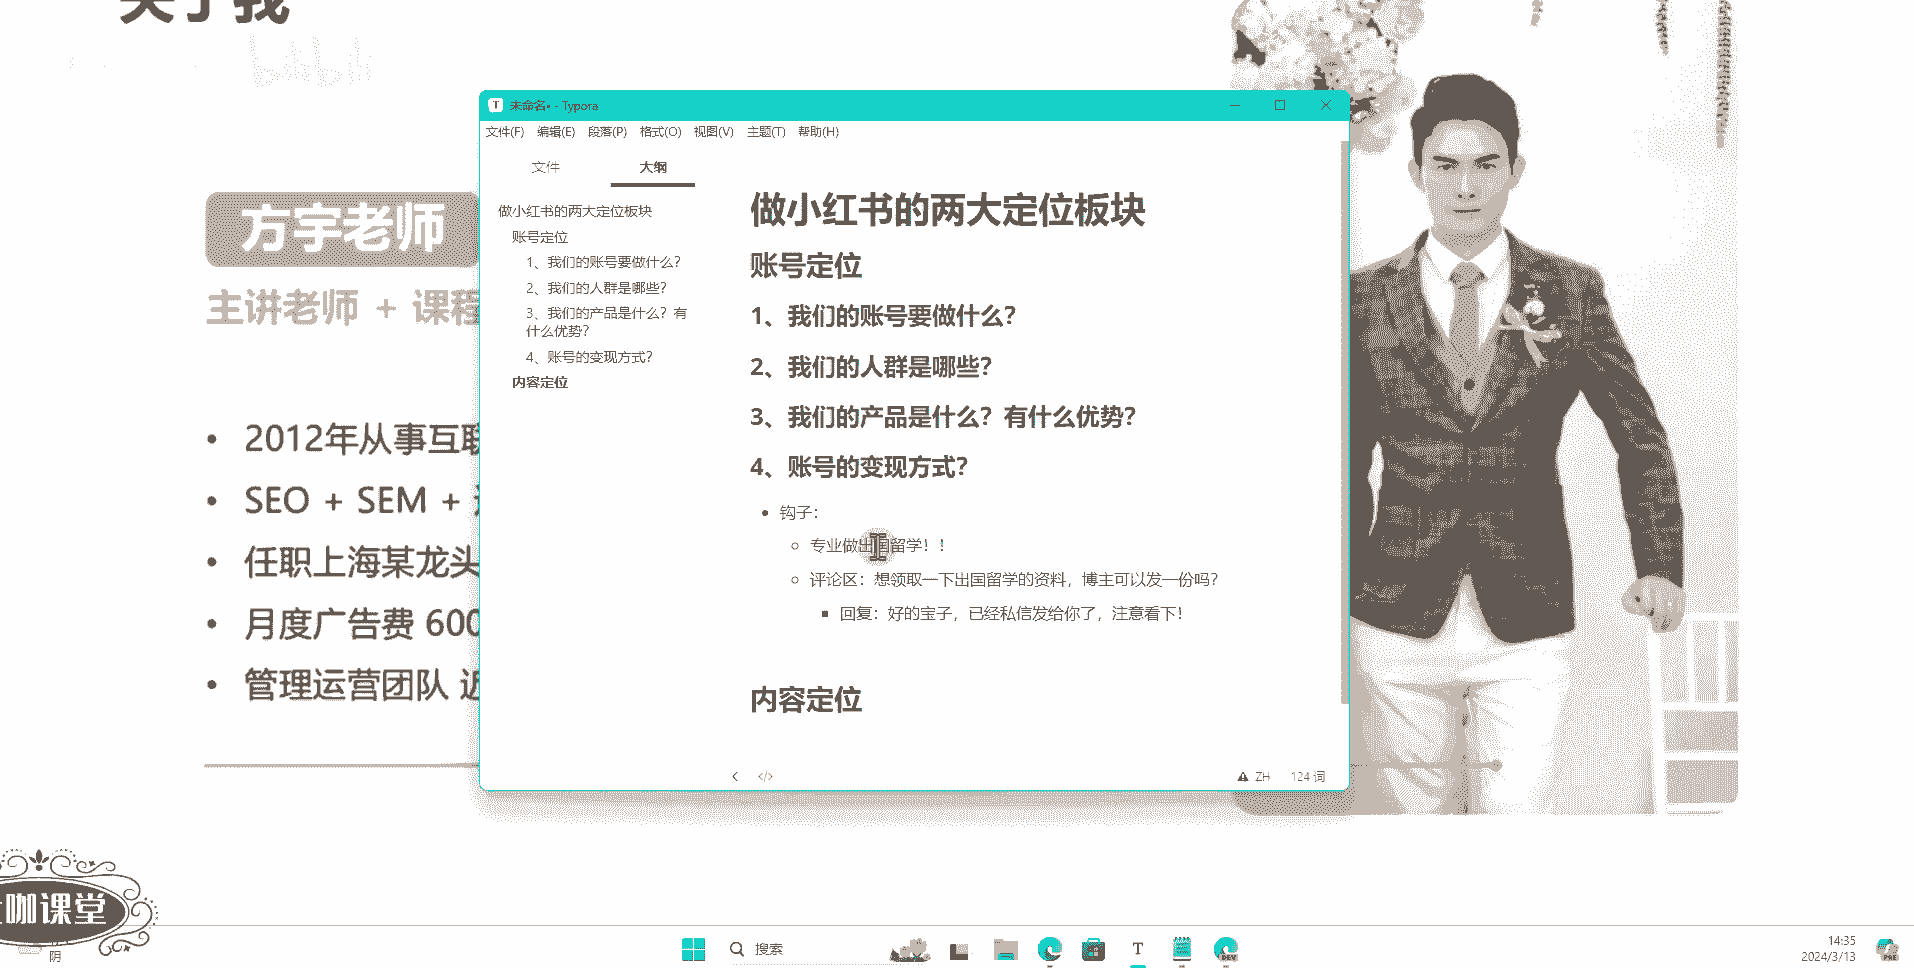 关于我
bilibili
方宇老师
主讲老师 + 课程
• 2012年从事互联
• SEO + SEM +
• 任职上海某龙头
• 月度广告费 600
• 管理运营团队 近
未命名• - Typora
文件(F) 编辑(E) 段落(P) 格式(O) 视图(V) 主题(T) 帮助(H)
文件 大纲
做小红书的两大定位板块
账号定位
1、我们的账号要做什么？
2、我们的人群是哪些？
3、我们的产品是什么？有
什么优势？
4、账号的变现方式？
内容定位
做小红书的两大定位板块
账号定位
1、我们的账号要做什么？
2、我们的人群是哪些？
3、我们的产品是什么？有什么优势？
4、账号的变现方式？
• 钩子：
专业做出国留学！！
评论区：想领取一下出国留学的资料，博主可以发一份吗？
回复：好的宝子，已经私信发给你了，注意看下！
内容定位
</> ZH 124 词
咖课堂
阴
搜索
T
DEV
14:35
2024/3/13
PRE